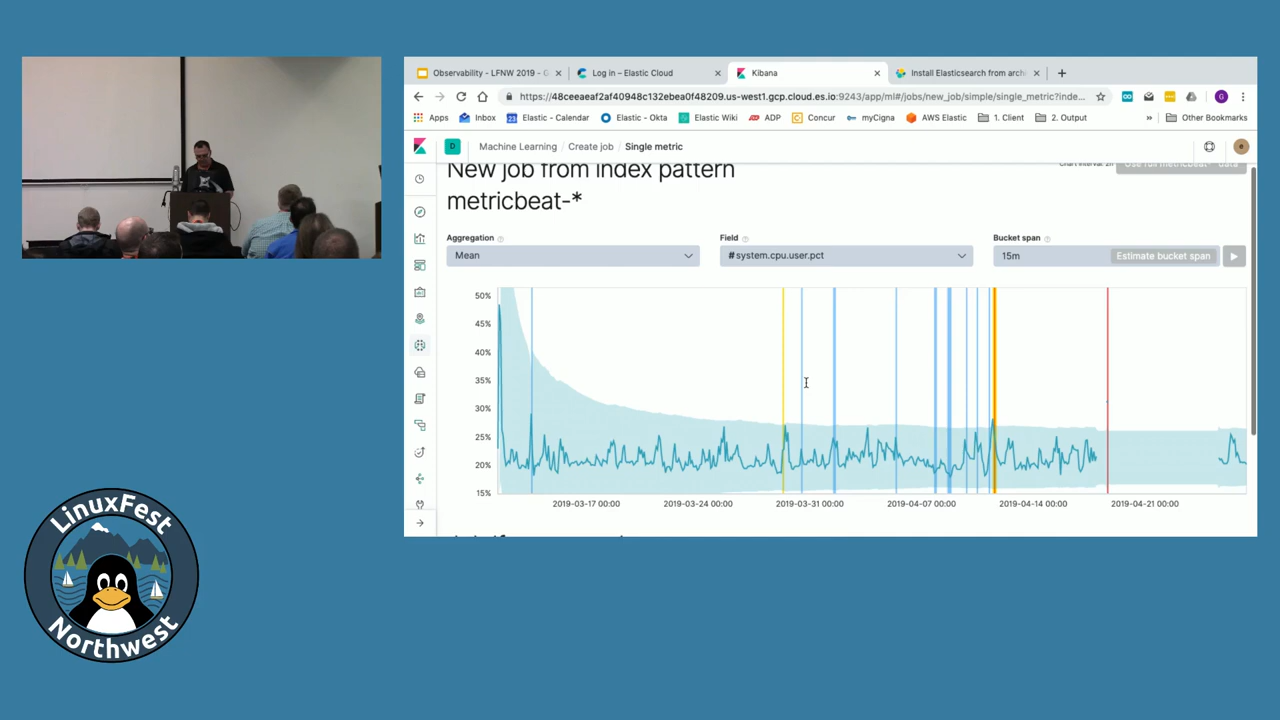 Observability - LFNW 2019 - G
Log in – Elastic Cloud
Kibana
Install Elasticsearch from arch
https://48ceeaeaf2af40948c132ebea0f48209.us-west1.gcp.cloud.es.io:9243/app/ml#/jobs/new_job/simple/single_metric?inde...
G
Apps
Inbox
Elastic - Calendar
Elastic - Okta
Elastic Wiki
ADP
Concur
myCigna
AWS Elastic
1. Client
2. Output
»
Other Bookmarks
D
Machine Learning
Create job
Single metric
New job from index pattern
metricbeat-*
Aggregation
Field
Bucket span
Mean
#system.cpu.user.pct
15m
Estimate bucket span
50%
45%
40%
35%
30%
25%
20%
15%
2019-03-17 00:00
2019-03-24 00:00
2019-03-31 00:00
2019-04-07 00:00
2019-04-14 00:00
2019-04-21 00:00
LinuxFest
Northwest